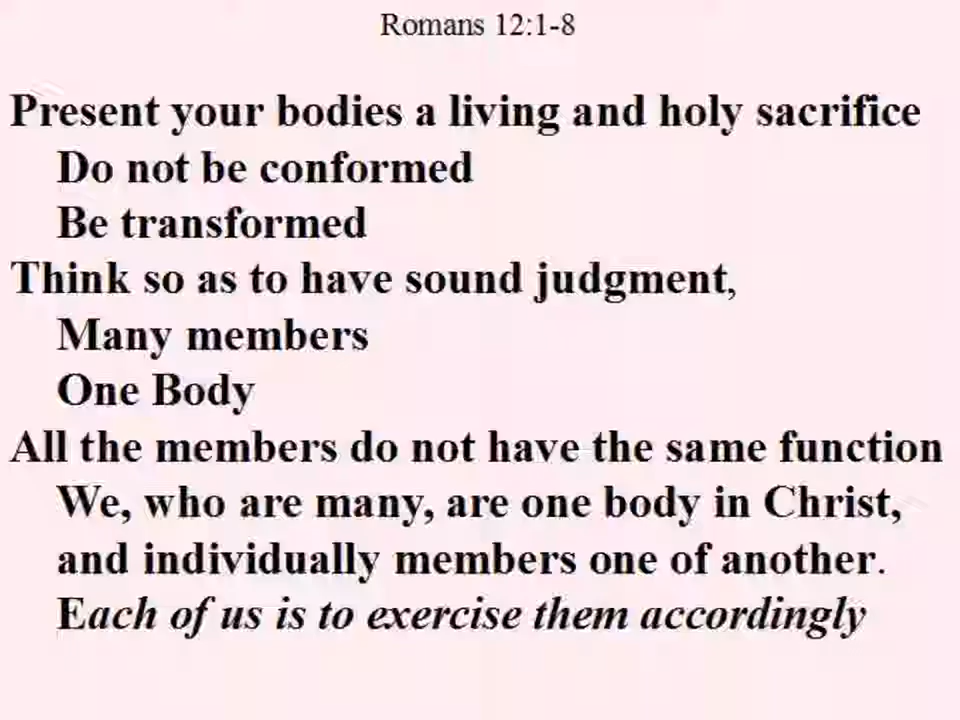 Romans 12:1-8
Present your bodies a living and holy sacrifice
Do not be conformed
Be transformed
Think so as to have sound judgment,
Many members
One Body
All the members do not have the same function
We, who are many, are one body in Christ,
and individually members one of another.
Each of us is to exercise them accordingly